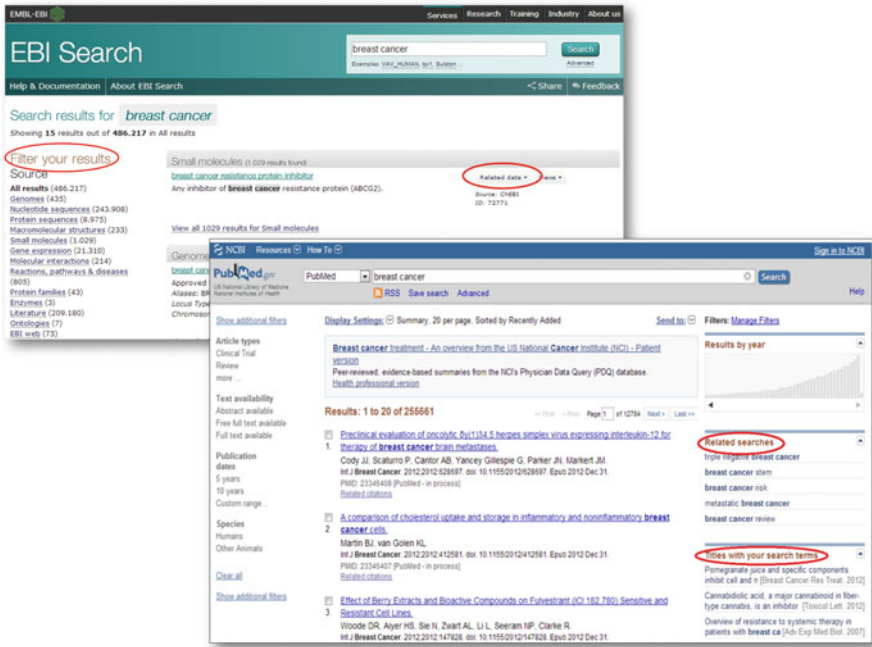 EMBL-EBI
Services Research Training Industry About us
EBI Search
breast cancer
Search
Examples: VAV_HUMAN, tpi1, Sulston ...
Advanced
Help & Documentation About EBI Search
Share Feedback
Search results for breast cancer
Showing 15 results out of 486.217 in All results
Filter your results
Source
All results (486.217)
Genomes (435)
Nucleotide sequences (243.908)
Protein sequences (8.975)
Macromolecular structures (233)
Small molecules (1.029)
Gene expression (21.310)
Molecular interactions (214)
Reactions, pathways & diseases
(805)
Protein families (43)
Enzymes (3)
Literature (209.180)
Ontologies (7)
EBI web (75)
Small molecules (1.029 results found)
breast cancer resistance protein inhibitor
Any inhibitor of breast cancer resistance protein (ABCG2).
Related data
Source: ChEBI
ID: 72771
View all 1029 results for Small molecules
Genome
breast can
Approved
Aliases: BR
Locus Type
Chromosom
NCBI Resources How To
Sign in to NCBI
PubMed.gov
US National Library of Medicine
National Institutes of Health
PubMed
breast cancer
Search
RSS Save search Advanced
Help
Show additional filters
Article types
Clinical Trial
Review
more ...
Text availability
Abstract available
Free full text available
Full text available
Publication
dates
5 years
10 years
Custom range...
Species
Humans
Other Animals
Clear all
Show additional filters
Display Settings: Summary, 20 per page, Sorted by Recently Added
Send to:
Breast cancer treatment - An overview from the US National Cancer Institute (NCI) - Patient
version
Peer-reviewed, evidence-based summaries from the NCI's Physician Data Query (PDQ) database.
Health professional version
Results: 1 to 20 of 255661
<< First < Prev Page 1 of 12784 Next > Last >>
Preclinical evaluation of oncolytic δγ(1)34.5 herpes simplex virus expressing interleukin-12 for
1. therapy of breast cancer brain metastases.
Cody JJ, Scaturro P, Cantor AB, Yancey Gillespie G, Parker JN, Markert JM.
Int J Breast Cancer. 2012;2012:628697. doi: 10.1155/2012/628697. Epub 2012 Dec 31.
PMID: 23346408 [PubMed - in process]
Related citations
A comparison of cholesterol uptake and storage in inflammatory and noninflammatory breast
2. cancer cells.
Martin BJ, van Golen KL.
Int J Breast Cancer. 2012;2012:412581. doi: 10.1155/2012/412581. Epub 2012 Dec 31.
PMID: 23346407 [PubMed - in process]
Related citations
Effect of Berry Extracts and Bioactive Compounds on Fulvestrant (ICI 182,780) Sensitive and
3. Resistant Cell Lines.
Woode DR, Aiyer HS, Sie N, Zwart AL, Li L, Seeram NP, Clarke R.
Int J Breast Cancer. 2012;2012:147828. doi: 10.1155/2012/147828. Epub 2012 Dec 31.
Filters: Manage Filters
Results by year
Related searches
triple negative breast cancer
breast cancer stem
breast cancer risk
metastatic breast cancer
breast cancer review
Titles with your search terms
Pomegranate juice and specific components
inhibit cell and m [Breast Cancer Res Treat. 2012]
Cannabidiolic acid, a major cannabinoid in fiber-
type cannabis, is an inhibitor [Toxicol Lett. 2012]
Overview of resistance to systemic therapy in
patients with breast ca [Adv Exp Med Biol. 2007]